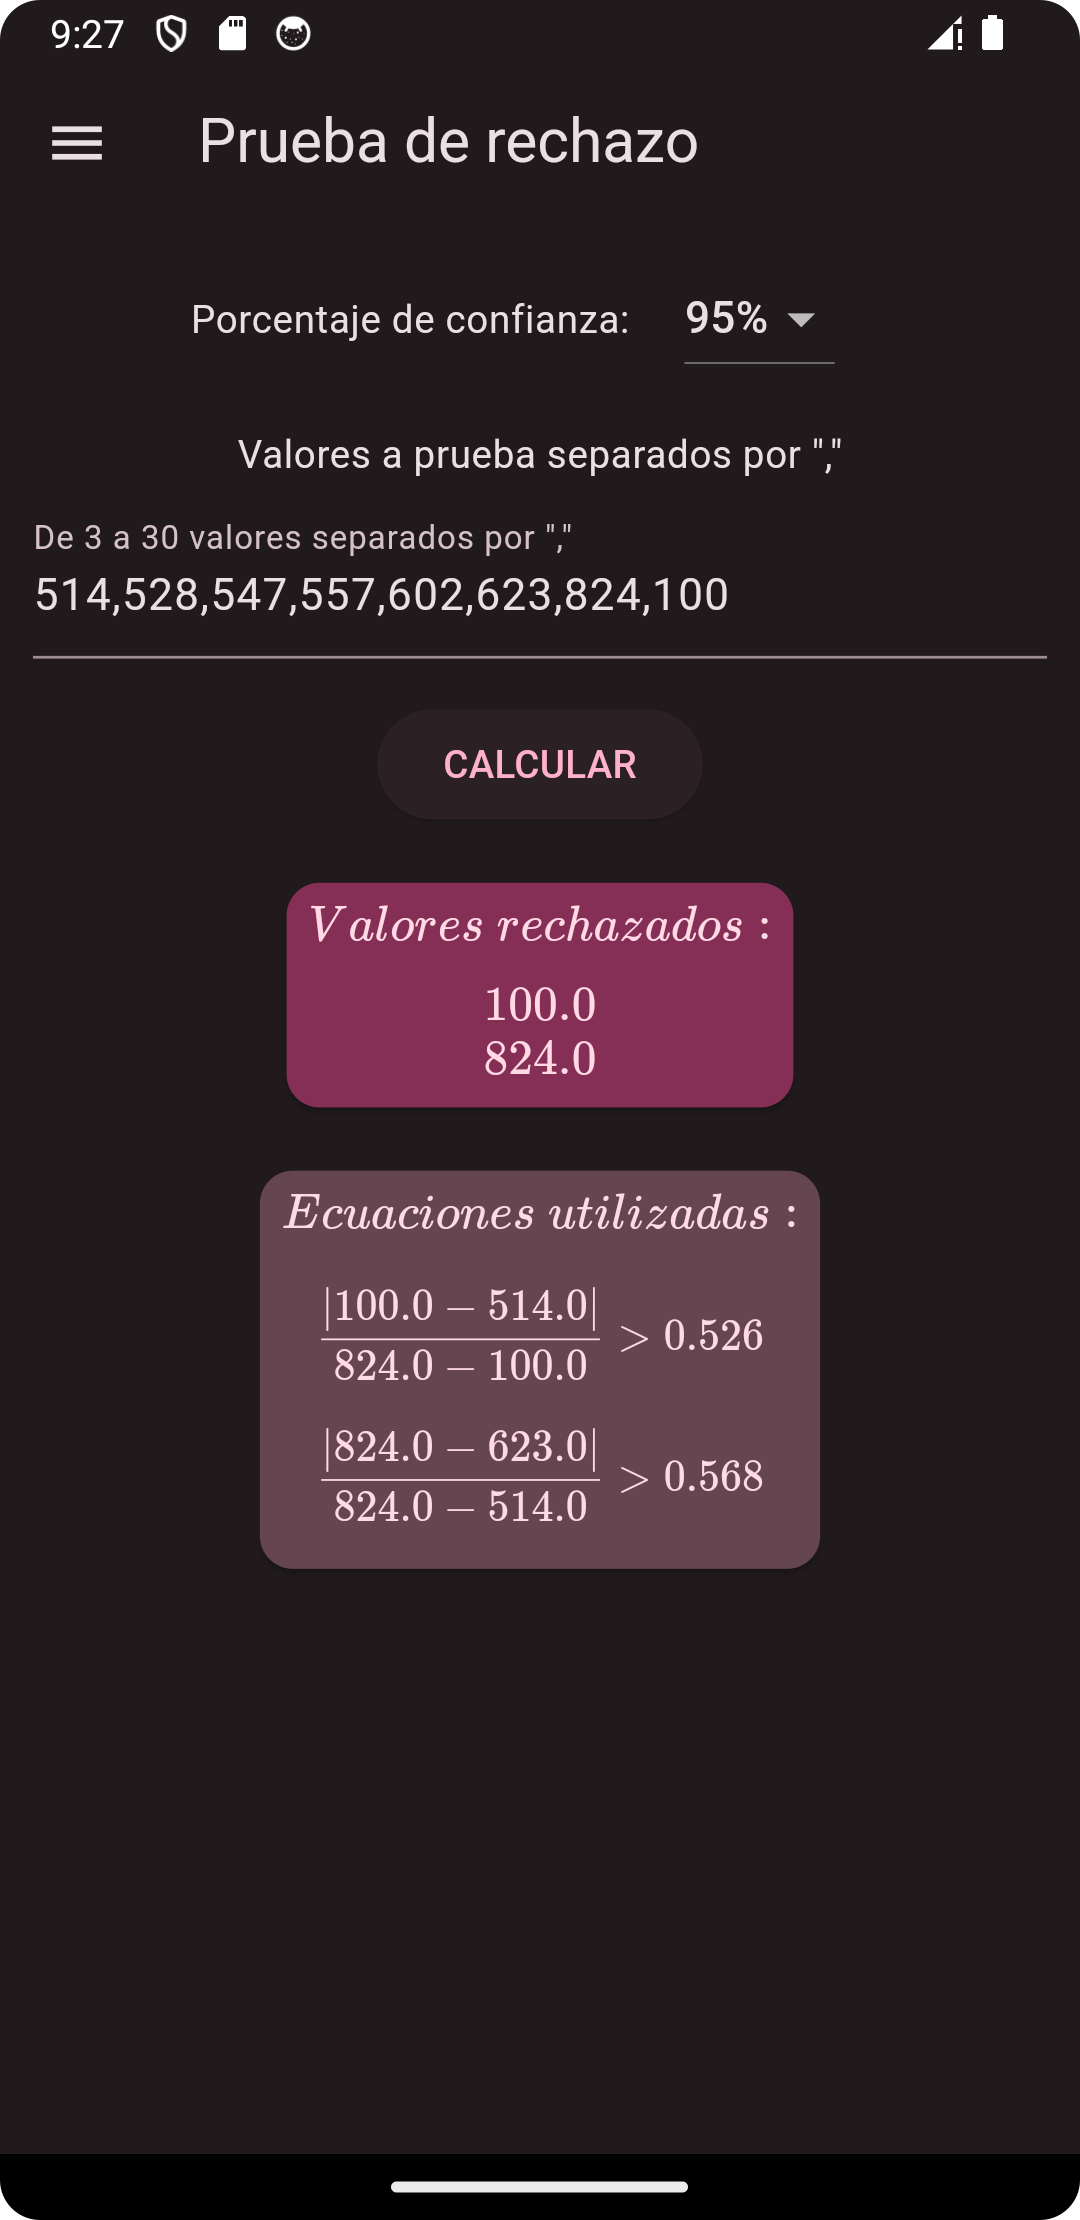 9:27
Prueba de rechazo
Porcentaje de confianza: 95%
Valores a prueba separados por ","
De 3 a 30 valores separados por ","
514,528,547,557,602,623,824,100
CALCULAR
Valores rechazados :
100.0
824.0
Ecuaciones utilizadas :
|100.0 − 514.0|
824.0 − 100.0 > 0.526
|824.0 − 623.0|
824.0 − 514.0 > 0.568